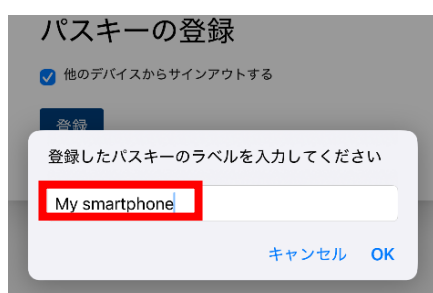 パスキーの登録
他のデバイスからサインアウトする
登録
登録したパスキーのラベルを入力してください
My smartphone
キャンセル OK